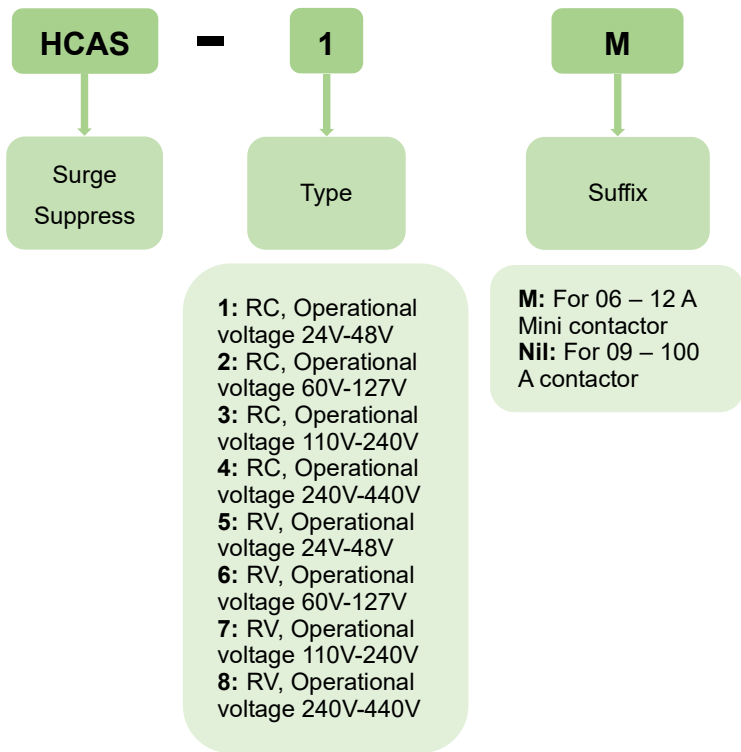 HCAS - 1 M
Surge
Suppress
Type
Suffix
1: RC, Operational
voltage 24V-48V
2: RC, Operational
voltage 60V-127V
3: RC, Operational
voltage 110V-240V
4: RC, Operational
voltage 240V-440V
5: RV, Operational
voltage 24V-48V
6: RV, Operational
voltage 60V-127V
7: RV, Operational
voltage 110V-240V
8: RV, Operational
voltage 240V-440V
M: For 06 – 12 A
Mini contactor
Nil: For 09 – 100
A contactor